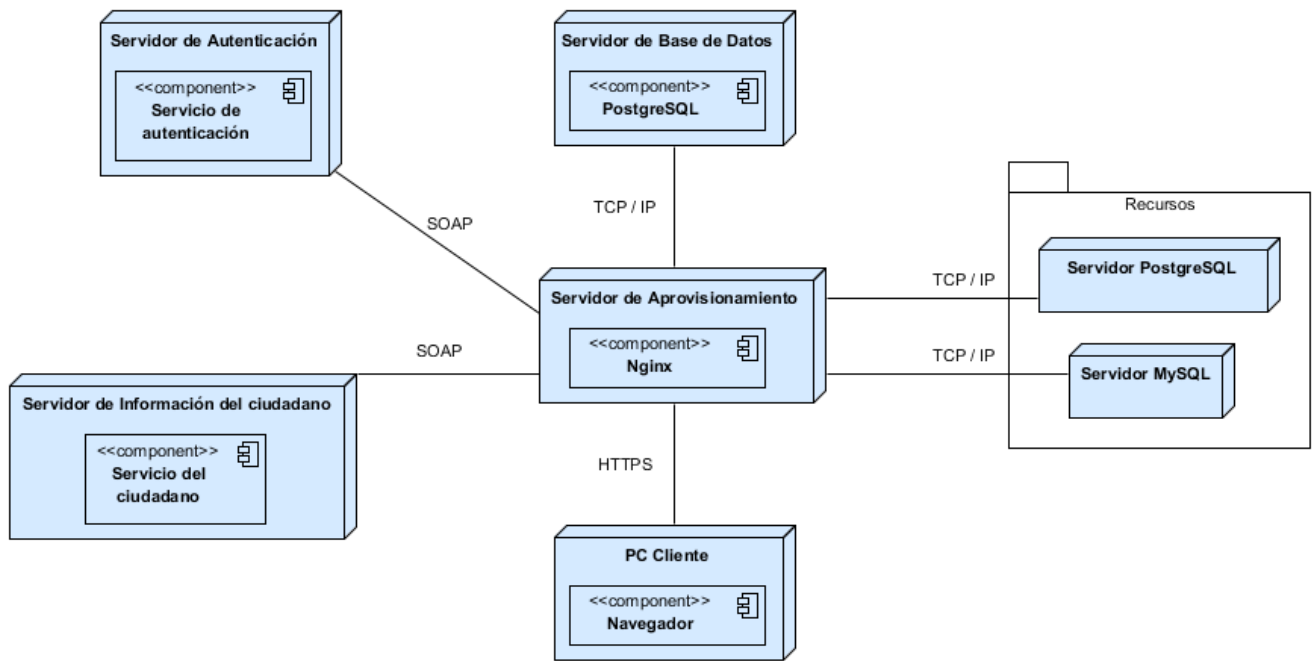 Servidor de Autenticación
<<component>>
Servicio de
autenticación
Servidor de Base de Datos
<<component>>
PostgreSQL
SOAP
TCP / IP
Recursos
Servidor PostgreSQL
TCP / IP
Servidor de Aprovisionamiento
<<component>>
Nginx
SOAP
TCP / IP
Servidor MySQL
Servidor de Información del ciudadano
<<component>>
Servicio del
ciudadano
HTTPS
PC Cliente
<<component>>
Navegador